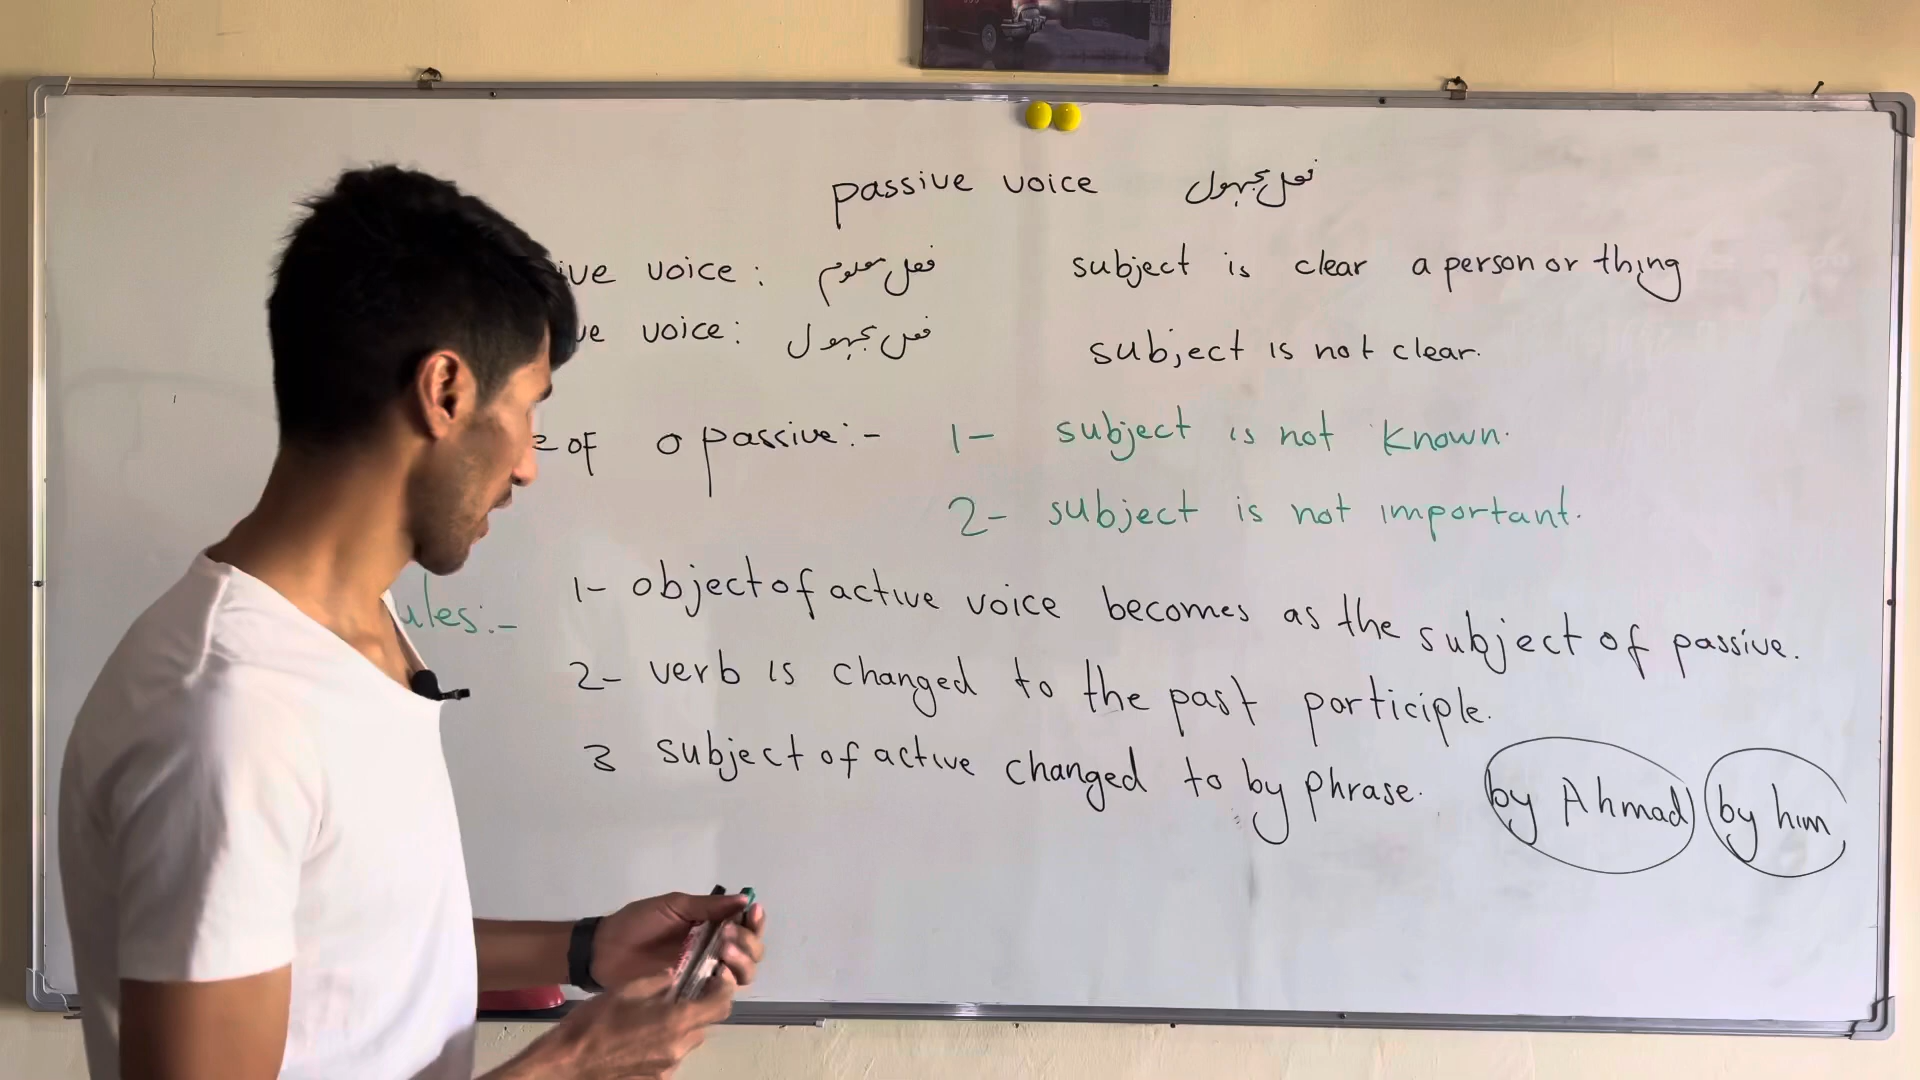 passive voice فعل مجهول
ive voice : فعل معلوم subject is clear a person or thing
ve voice : فعل مجهول subject is not clear.
e of a passive :- 1- subject is not known.
2- subject is not important.
ules :- 1- object of active voice becomes as the subject of passive.
2- verb is changed to the past participle.
3 subject of active changed to by phrase. by Ahmad by him